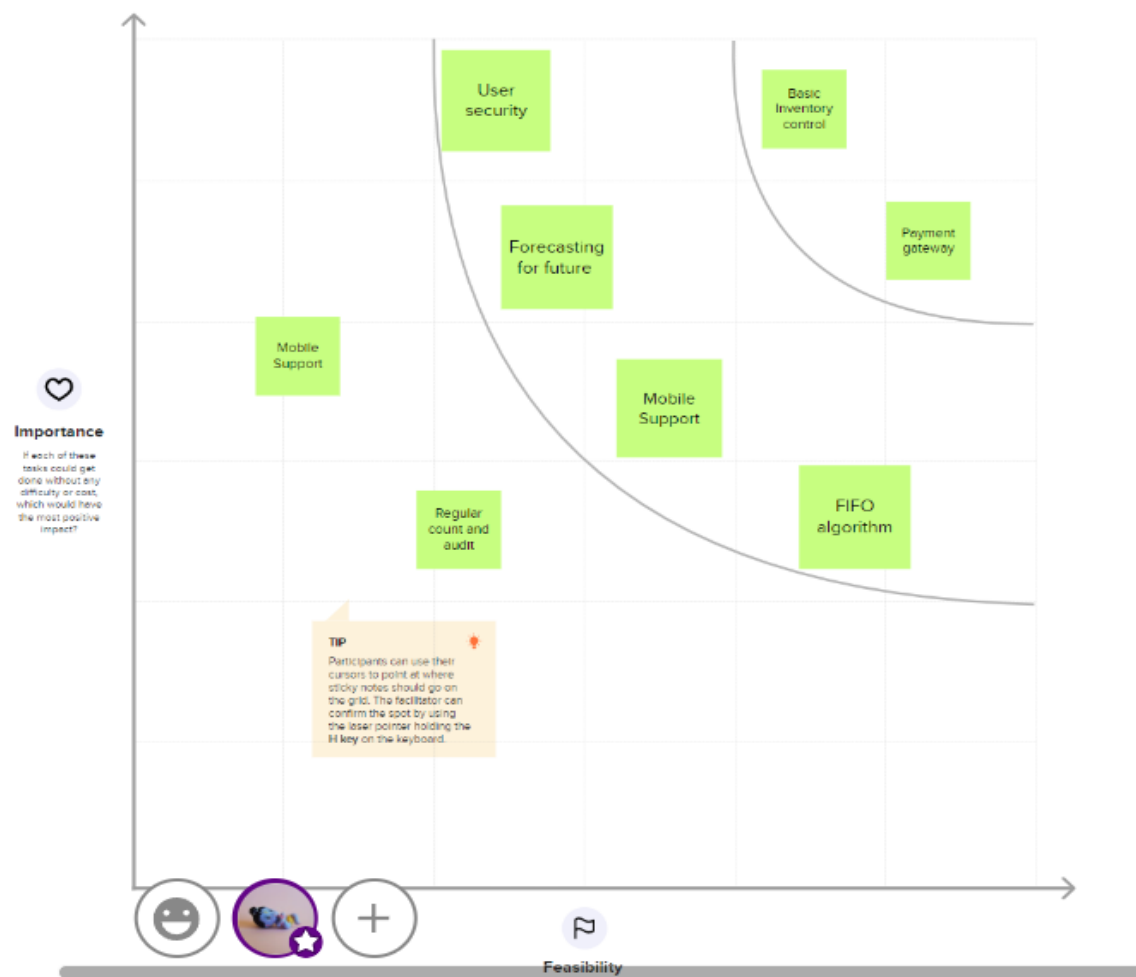 User
security
Basic
Inventory
control
Forecasting
for future
Payment
gateway
Mobile
Support
Mobile
Support
Importance
If each of these
tasks could get
done without any
difficulty or cost,
which would have
the most positive
impact?
Regular
count and
audit
FIFO
algorithm
TIP
Participants can use their
cursors to point at where
sticky notes should go on
the grid. The facilitator can
confirm the spot by using
the laser pointer holding the
H key on the keyboard.
Feasibility